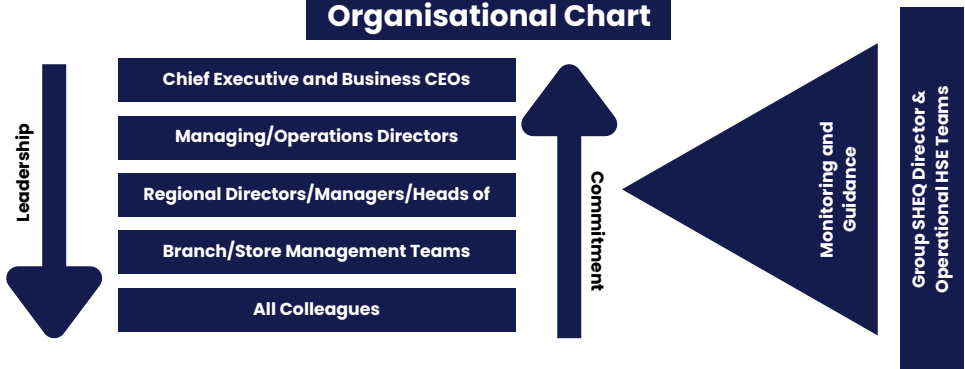 Organisational Chart
Leadership
Chief Executive and Business CEOs
Managing/Operations Directors
Regional Directors/Managers/Heads of
Branch/Store Management Teams
All Colleagues
Commitment
Monitoring and
Guidance
Group SHEQ Director &
Operational HSE Teams